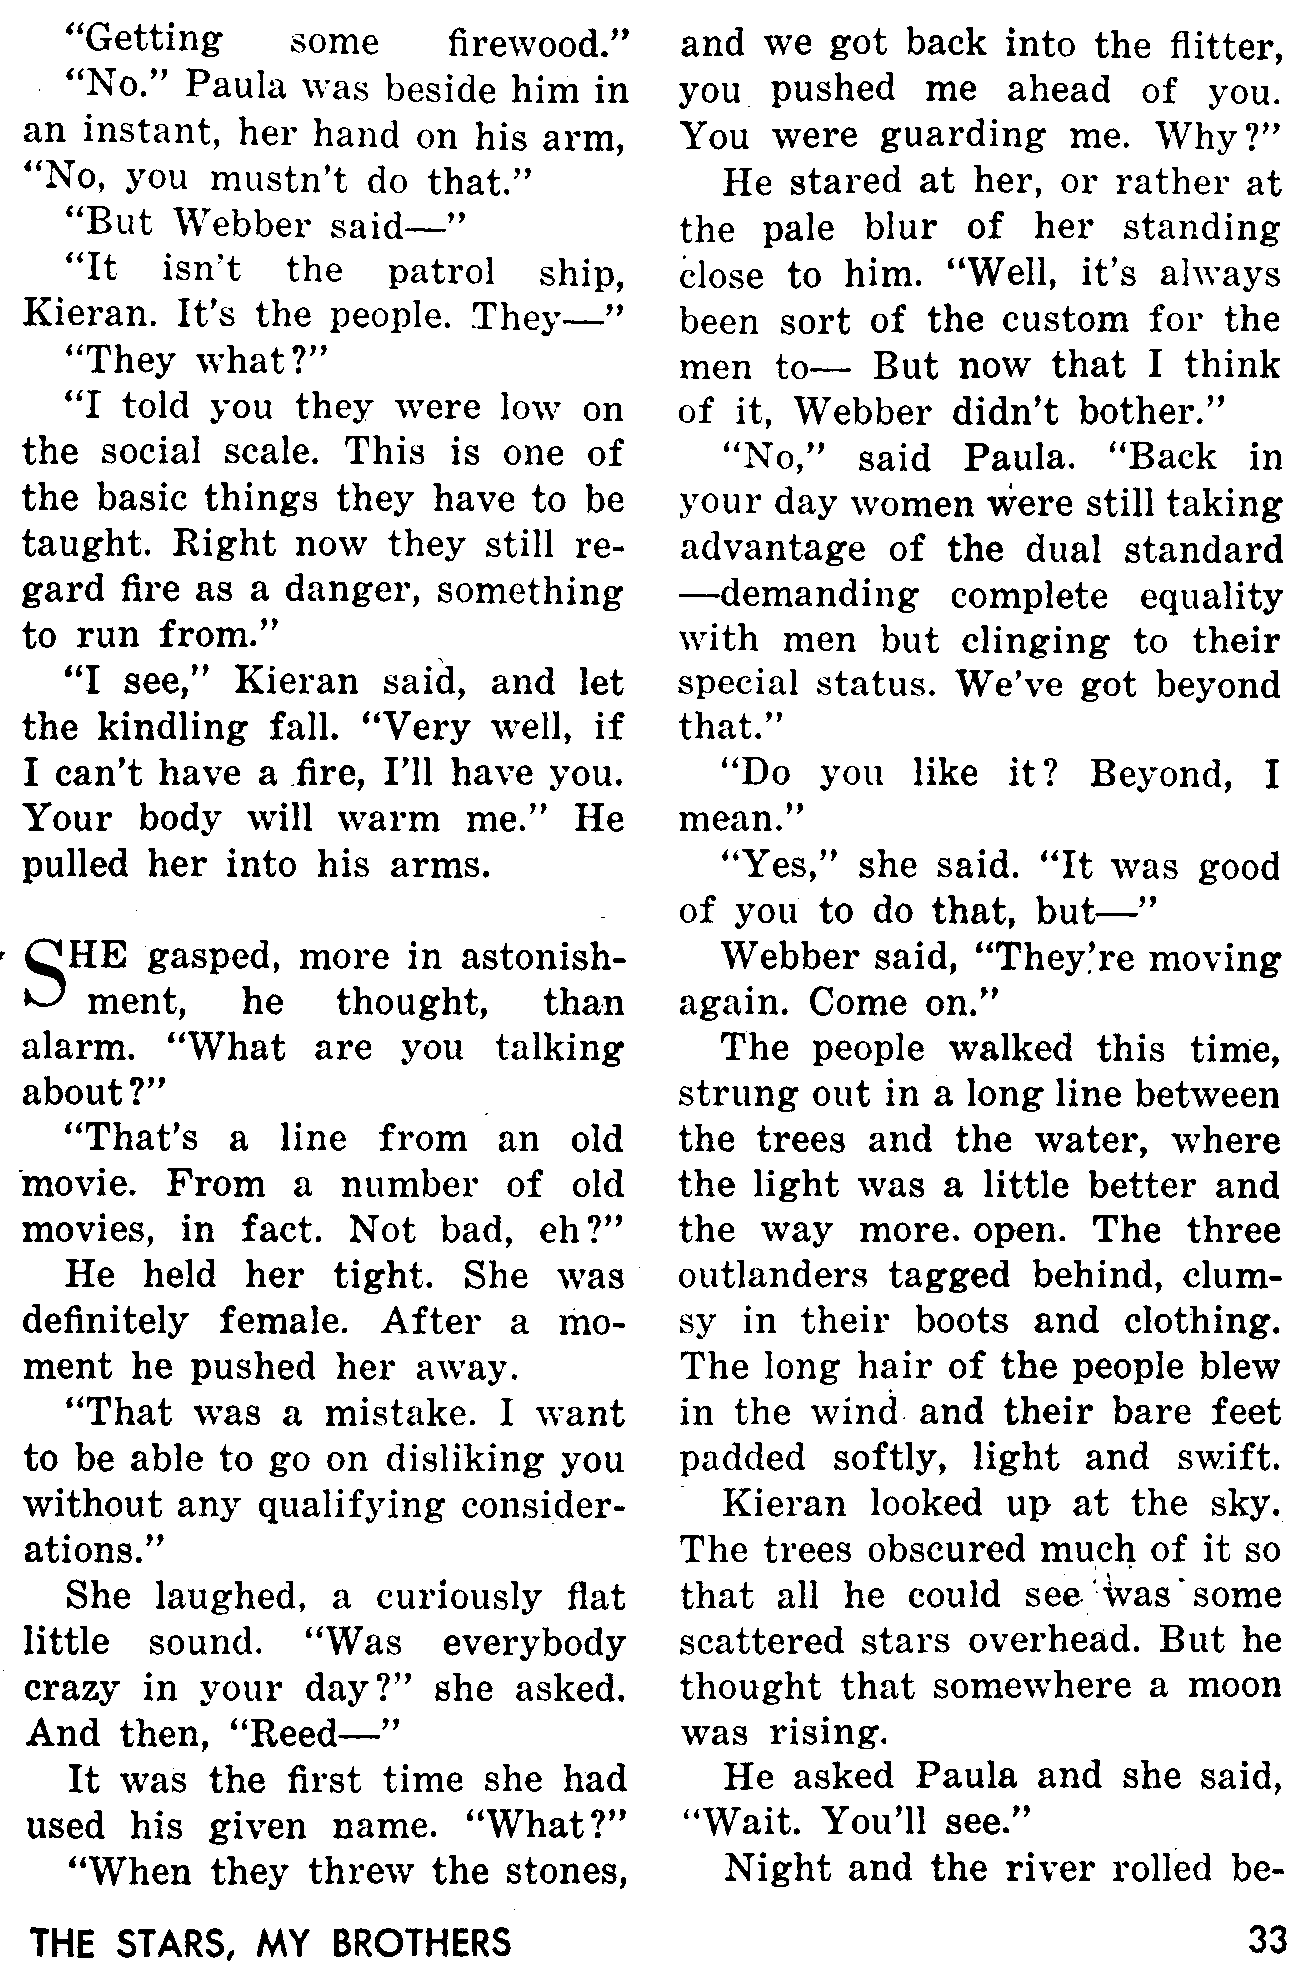 “Getting some firewood.”
“No.” Paula was beside him in
an instant, her hand on his arm,
“No, you mustn't do that.”
“But Webber said—”
“It isn't the patrol ship,
Kieran. It's the people. They—”
“They what?”
“I told you they were low on
the social scale. This is one of
the basic things they have to be
taught. Right now they still re-
gard fire as a danger, something
to run from.”
“I see,” Kieran said, and let
the kindling fall. “Very well, if
I can't have a fire, I'll have you.
Your body will warm me.” He
pulled her into his arms.
SHE gasped, more in astonish-
ment, he thought, than
alarm. “What are you talking
about?”
“That's a line from an old
movie. From a number of old
movies, in fact. Not bad, eh?”
He held her tight. She was
definitely female. After a mo-
ment he pushed her away.
“That was a mistake. I want
to be able to go on disliking you
without any qualifying consider-
ations.”
She laughed, a curiously flat
little sound. “Was everybody
crazy in your day?” she asked.
And then, “Reed—”
It was the first time she had
used his given name. “What?”
“When they threw the stones,
and we got back into the flitter,
you pushed me ahead of you.
You were guarding me. Why?”
He stared at her, or rather at
the pale blur of her standing
close to him. “Well, it's always
been sort of the custom for the
men to— But now that I think
of it, Webber didn't bother.”
“No,” said Paula. “Back in
your day women were still taking
advantage of the dual standard
—demanding complete equality
with men but clinging to their
special status. We've got beyond
that.”
“Do you like it? Beyond, I
mean.”
“Yes,” she said. “It was good
of you to do that, but—”
Webber said, “They're moving
again. Come on.”
The people walked this time,
strung out in a long line between
the trees and the water, where
the light was a little better and
the way more. open. The three
outlanders tagged behind, clum-
sy in their boots and clothing.
The long hair of the people blew
in the wind and their bare feet
padded softly, light and swift.
Kieran looked up at the sky.
The trees obscured much of it so
that all he could see was some
scattered stars overhead. But he
thought that somewhere a moon
was rising.
He asked Paula and she said,
“Wait. You'll see.”
Night and the river rolled be-
THE STARS, MY BROTHERS
33